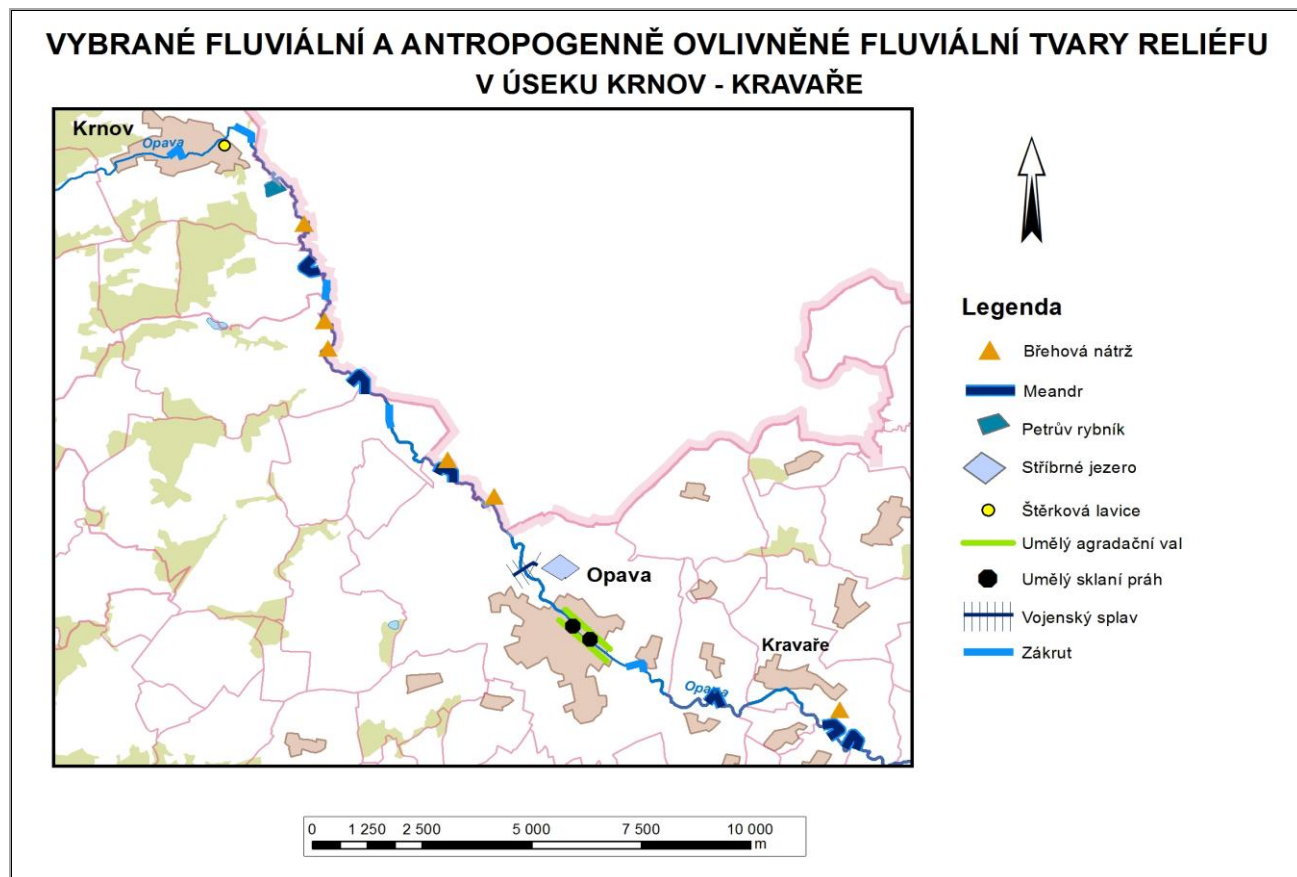 VYBRANÉ FLUVIÁLNÍ A ANTROPOGENNĚ OVLIVNĚNÉ FLUVIÁLNÍ TVARY RELIÉFU
V ÚSEKU KRNOV - KRAVAŘE
Krnov
Opava
Opava
Kravaře
Opava
Legenda
Břehová nátrž
Meandr
Petrův rybník
Stříbrné jezero
Štěrková lavice
Umělý agradační val
Umělý sklaní práh
Vojenský splav
Zákrut
0 1 250 2 500 5 000 7 500 10 000
m